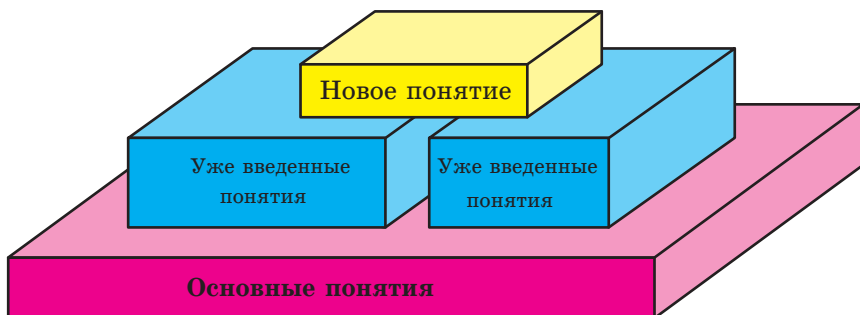 Новое понятие
Уже введенные
понятия
Уже введенные
понятия
Основные понятия